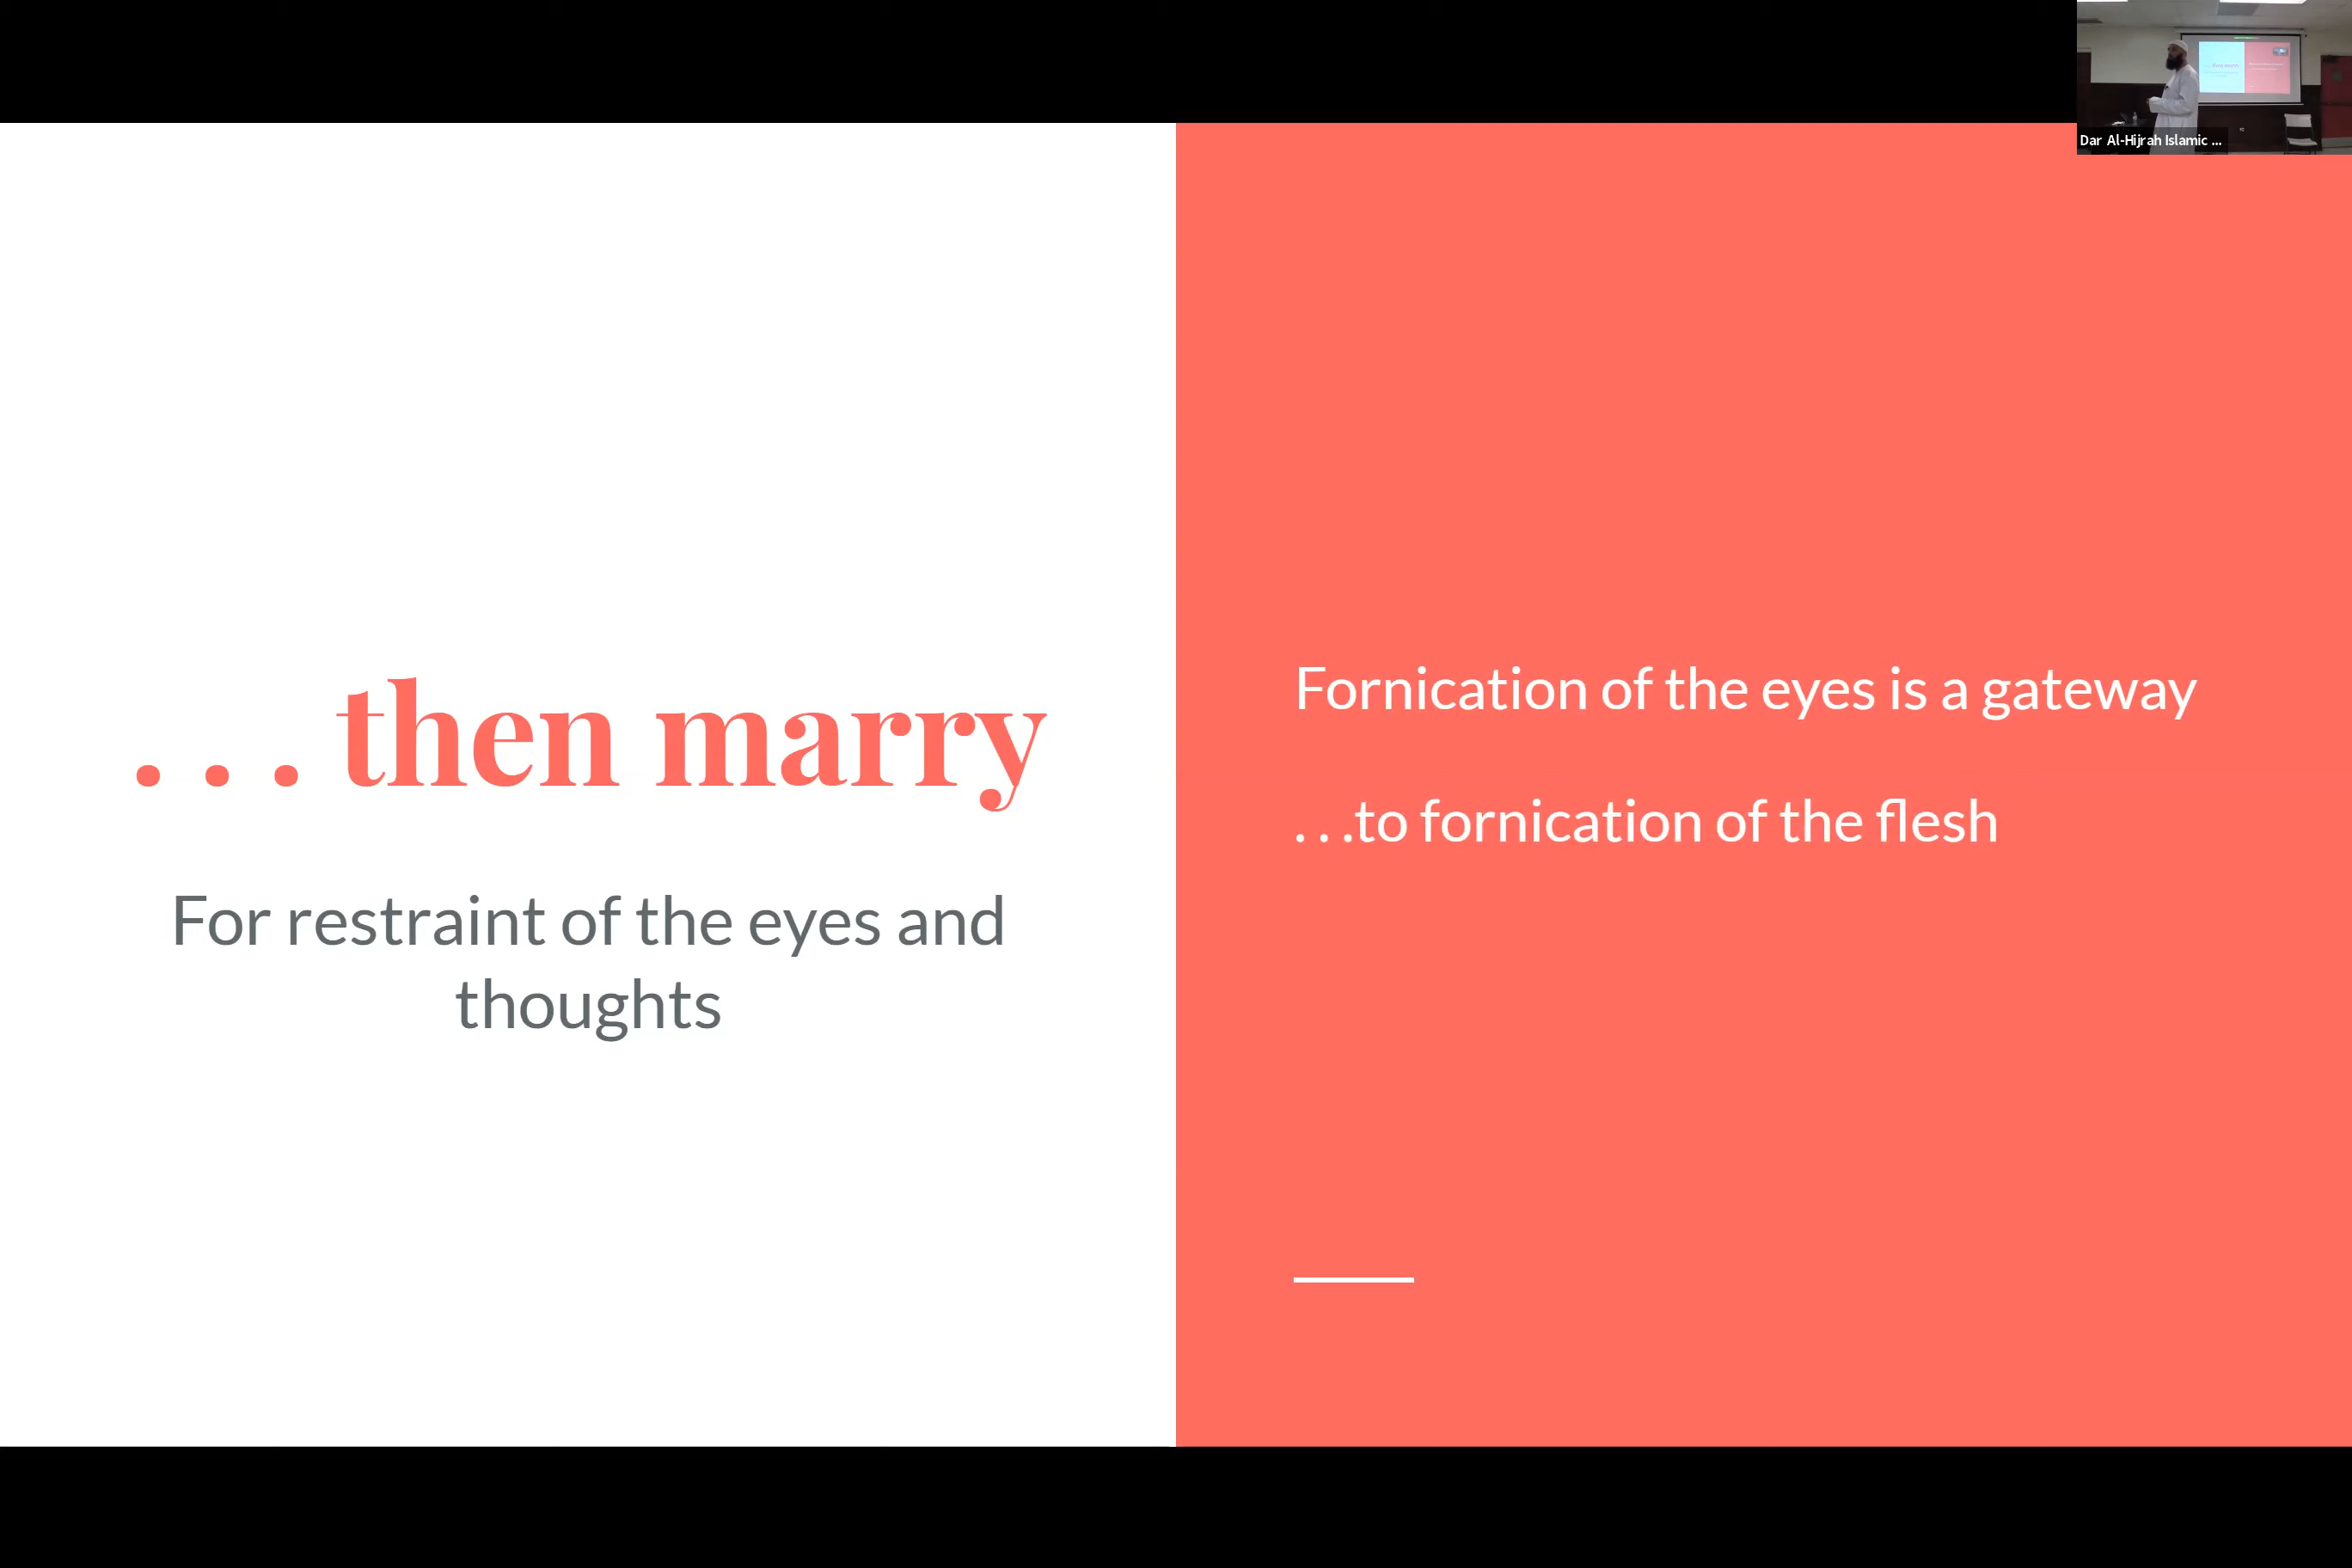 . . . then marry
For restraint of the eyes and
thoughts
Fornication of the eyes is a gateway
. . .to fornication of the flesh
Dar Al-Hijrah Islamic ...